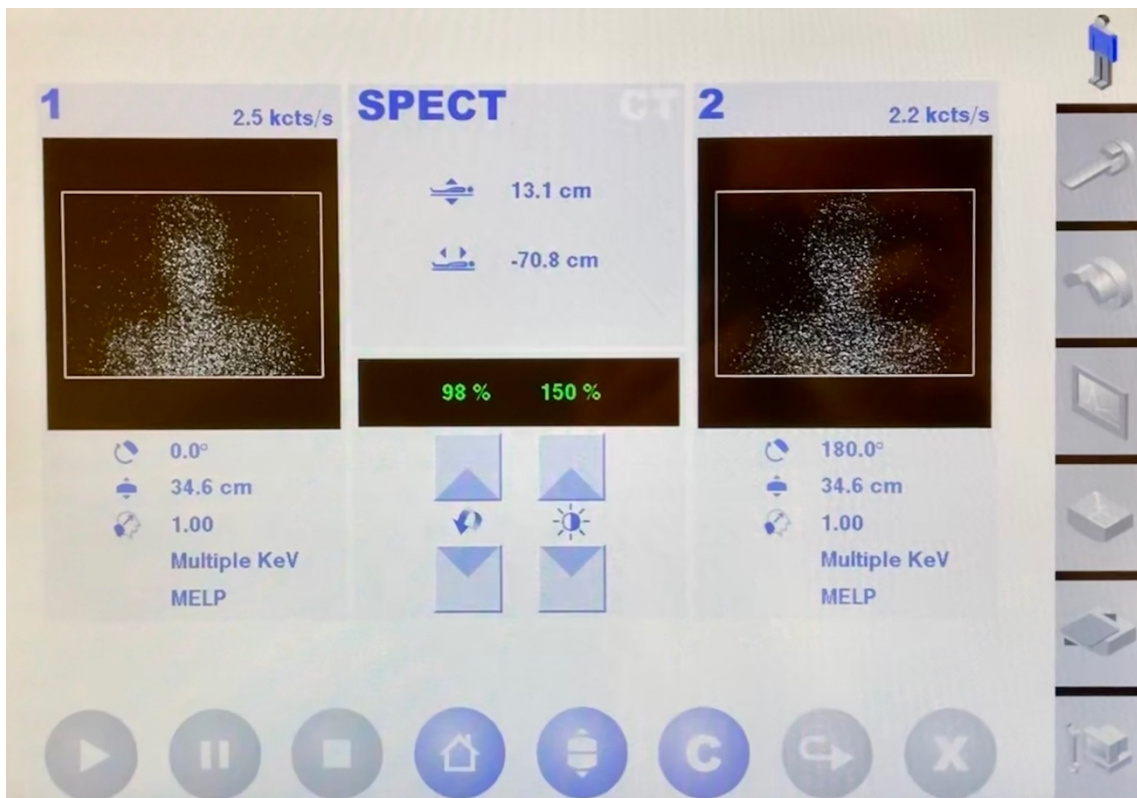 1
2.5 kcts/s
SPECT
CT
2
2.2 kcts/s
13.1 cm
-70.8 cm
98 %
150 %
0.0°
34.6 cm
1.00
Multiple KeV
MELP
180.0°
34.6 cm
1.00
Multiple KeV
MELP
C
X